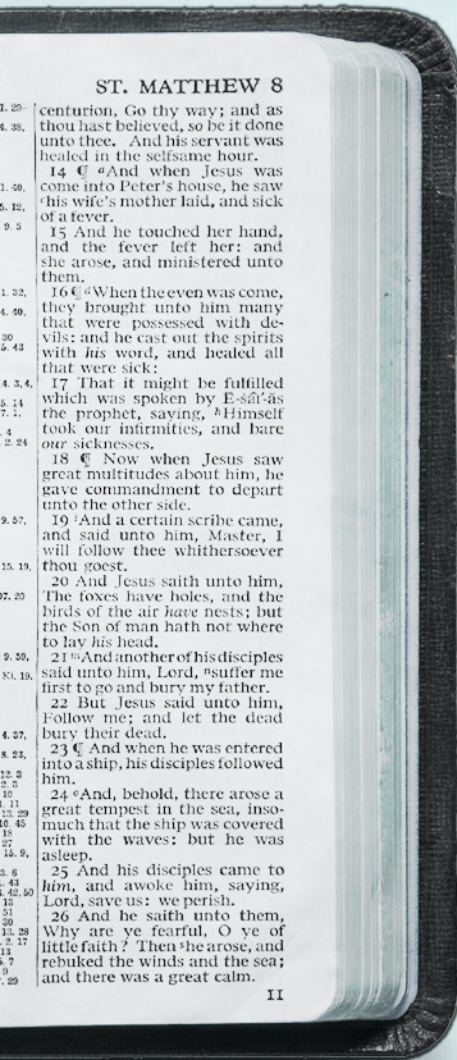 ST. MATTHEW 8
centurion, Go thy way; and as
thou hast believed, so be it done
unto thee. And his servant was
healed in the selfsame hour.
14 ¶ ᵃAnd when Jesus was
come into Peter's house, he saw
ᶜhis wife's mother laid, and sick
of a fever.
15 And he touched her hand,
and the fever left her: and
she arose, and ministered unto
them.
16 ¶ ᵈWhen the even was come,
they brought unto him many
that were possessed with de-
vils: and he cast out the spirits
with his word, and healed all
that were sick:
17 That it might be fulfilled
which was spoken by E-sâi'-ăs
the prophet, saying, ʰHimself
took our infirmities, and bare
our sicknesses.
18 ¶ Now when Jesus saw
great multitudes about him, he
gave commandment to depart
unto the other side.
19 ⁱAnd a certain scribe came,
and said unto him, Master, I
will follow thee whithersoever
thou goest.
20 And Jesus saith unto him,
The foxes have holes, and the
birds of the air have nests; but
the Son of man hath not where
to lay his head.
21 ᵐAnd another of his disciples
said unto him, Lord, ⁿsuffer me
first to go and bury my father.
22 But Jesus said unto him,
Follow me; and let the dead
bury their dead.
23 ¶ And when he was entered
into a ship, his disciples followed
him.
24 ᵒAnd, behold, there arose a
great tempest in the sea, inso-
much that the ship was covered
with the waves: but he was
asleep.
25 And his disciples came to
him, and awoke him, saying,
Lord, save us: we perish.
26 And he saith unto them,
Why are ye fearful, O ye of
little faith? Then ˢhe arose, and
rebuked the winds and the sea;
and there was a great calm.
11